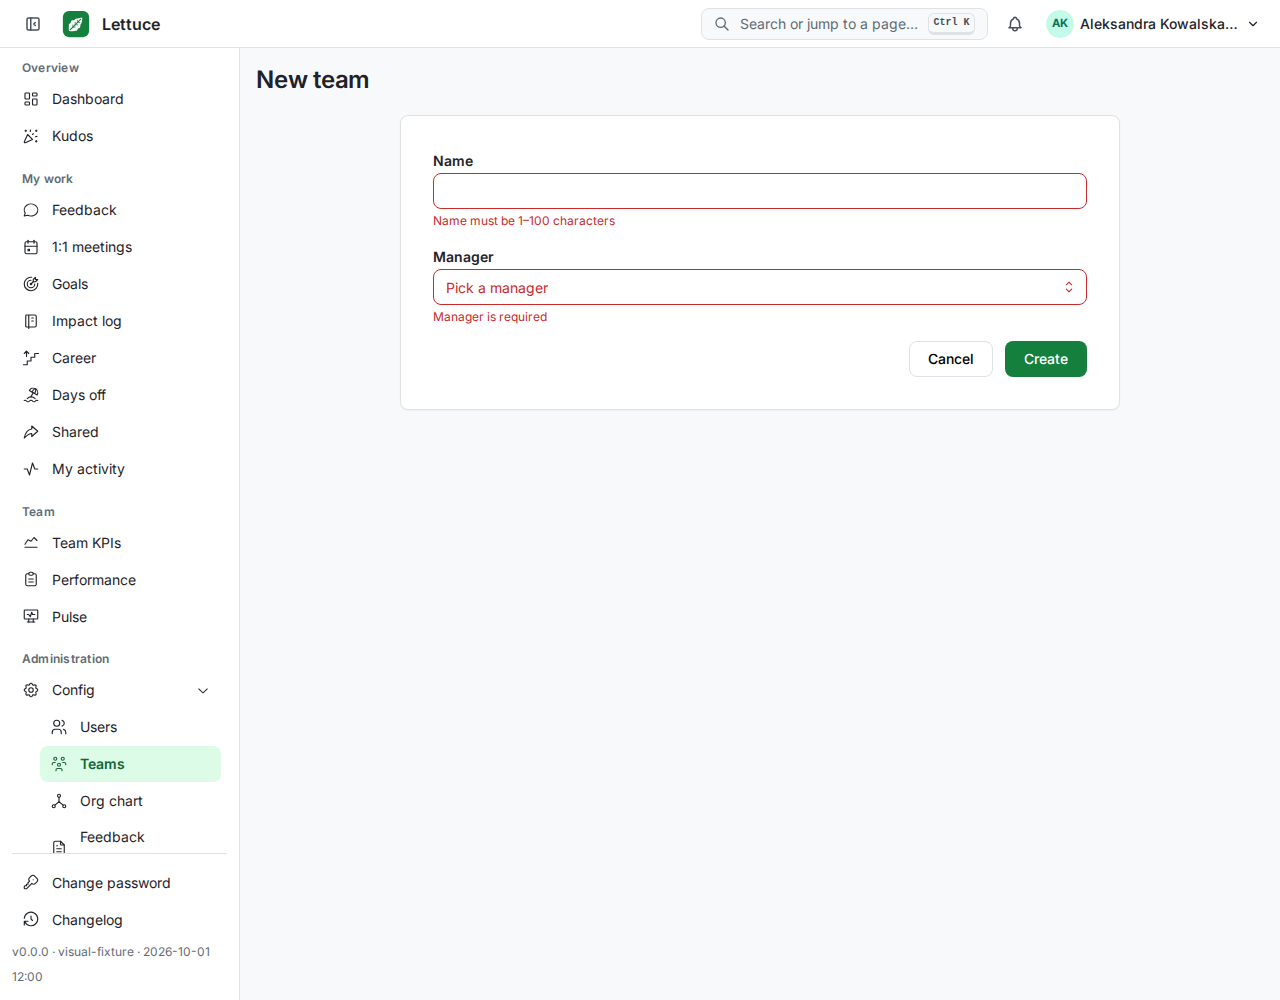 Lettuce
Search or jump to a page...
Ctrl K
AK
Aleksandra Kowalska...
Overview
Dashboard
Kudos
My work
Feedback
1:1 meetings
Goals
Impact log
Career
Days off
Shared
My activity
Team
Team KPIs
Performance
Pulse
Administration
Config
Users
Teams
Org chart
Feedback
Change password
Changelog
v0.0.0 · visual-fixture · 2026-10-01
12:00
New team
Name
Name must be 1–100 characters
Manager
Pick a manager
Manager is required
Cancel
Create